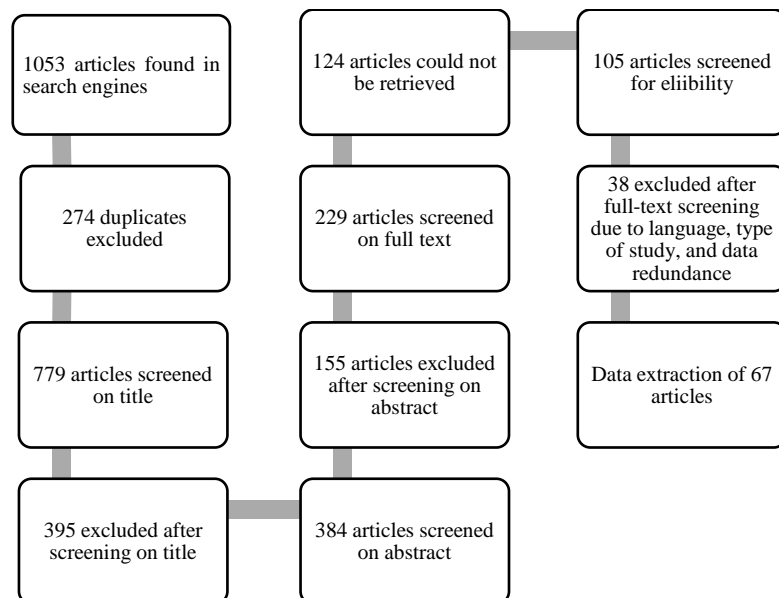 1053 articles found in
search engines
274 duplicates
excluded
779 articles screened
on title
395 excluded after
screening on title
384 articles screened
on abstract
155 articles excluded
after screening on
abstract
229 articles screened
on full text
124 articles could not
be retrieved
105 articles screened
for eliibility
38 excluded after
full-text screening
due to language, type
of study, and data
redundance
Data extraction of 67
articles